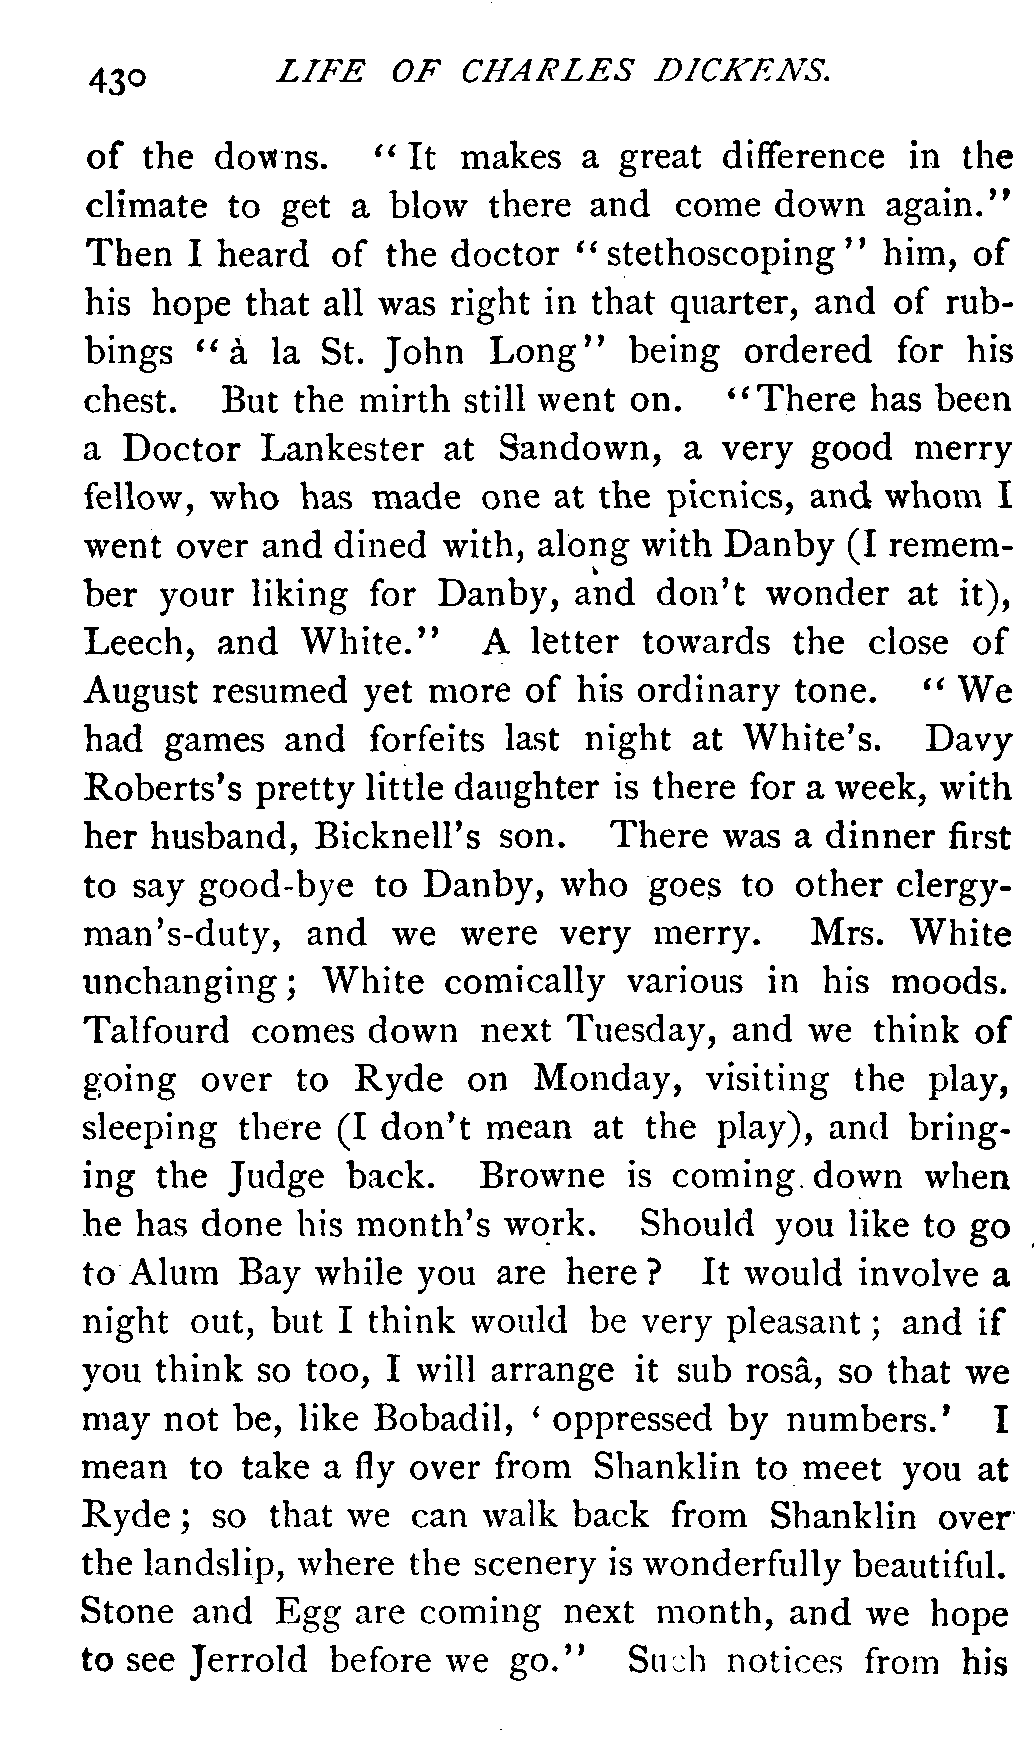 430 LIFE OF CHARLES DICKENS.
of the downs. “ It makes a great difference in the
climate to get a blow there and come down again.”
Then I heard of the doctor “ stethoscoping ” him, of
his hope that all was right in that quarter, and of rub-
bings “ à la St. John Long” being ordered for his
chest. But the mirth still went on. “ There has been
a Doctor Lankester at Sandown, a very good merry
fellow, who has made one at the picnics, and whom I
went over and dined with, along with Danby (I remem-
ber your liking for Danby, and don’t wonder at it),
Leech, and White.” A letter towards the close of
August resumed yet more of his ordinary tone. “ We
had games and forfeits last night at White’s. Davy
Roberts’s pretty little daughter is there for a week, with
her husband, Bicknell’s son. There was a dinner first
to say good-bye to Danby, who goes to other clergy-
man’s-duty, and we were very merry. Mrs. White
unchanging ; White comically various in his moods.
Talfourd comes down next Tuesday, and we think of
going over to Ryde on Monday, visiting the play,
sleeping there (I don’t mean at the play), and bring-
ing the Judge back. Browne is coming down when
he has done his month’s work. Should you like to go
to Alum Bay while you are here ? It would involve a
night out, but I think would be very pleasant ; and if
you think so too, I will arrange it sub rosâ, so that we
may not be, like Bobadil, ‘ oppressed by numbers.’ I
mean to take a fly over from Shanklin to meet you at
Ryde ; so that we can walk back from Shanklin over
the landslip, where the scenery is wonderfully beautiful.
Stone and Egg are coming next month, and we hope
to see Jerrold before we go.” Such notices from his